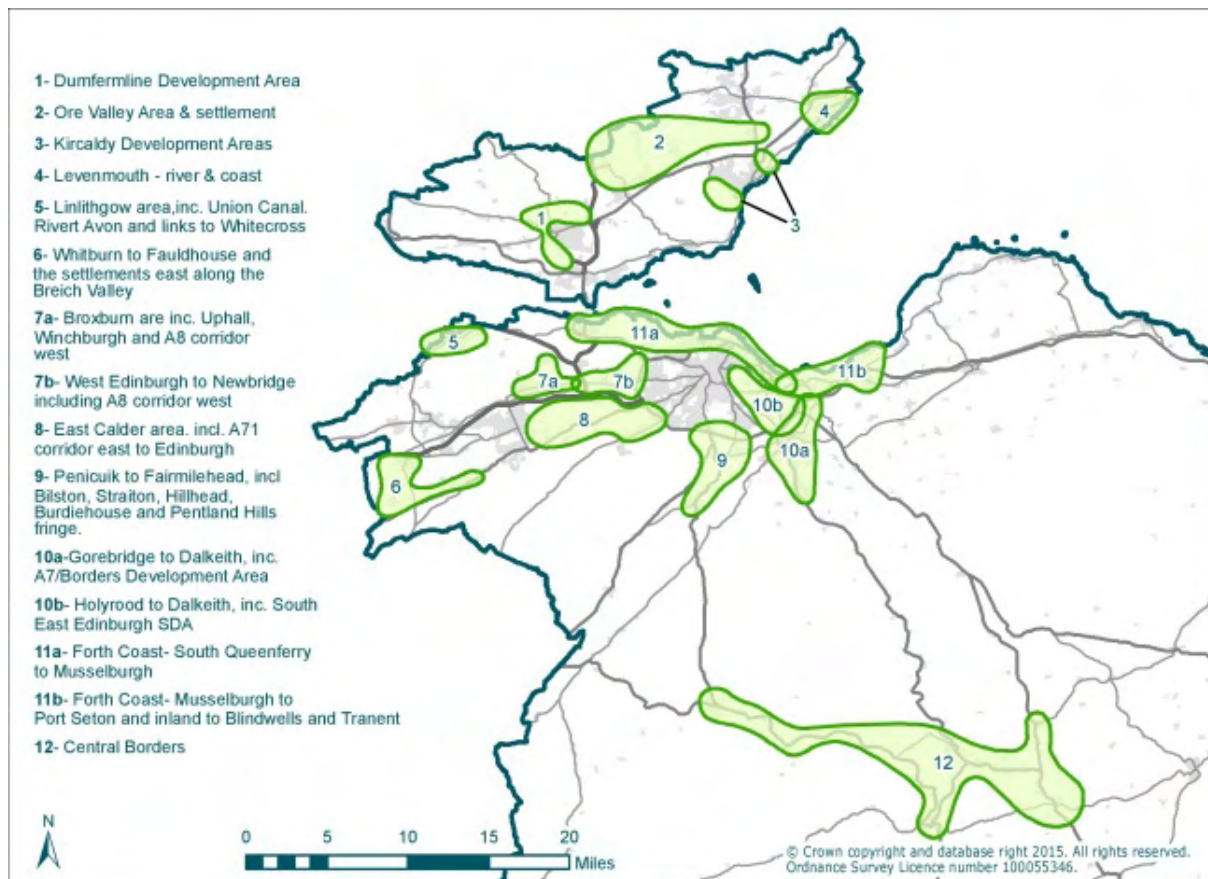 1- Dumfermline Development Area
2- Ore Valley Area & settlement
3- Kircaldy Development Areas
4- Levenmouth - river & coast
5- Linlithgow area,inc. Union Canal.
Rivert Avon and links to Whitecross
6- Whitburn to Fauldhouse and
the settlements east along the
Breich Valley
7a- Broxburn are inc. Uphall,
Winchburgh and A8 corridor
west
7b- West Edinburgh to Newbridge
including A8 corridor west
8- East Calder area. incl. A71
corridor east to Edinburgh
9- Penicuik to Fairmilehead, incl
Bilston, Straiton, Hillhead,
Burdiehouse and Pentland Hills
fringe.
10a-Gorebridge to Dalkeith, inc.
A7/Borders Development Area
10b- Holyrood to Dalkeith, inc. South
East Edinburgh SDA
11a- Forth Coast- South Queenferry
to Musselburgh
11b- Forth Coast- Musselburgh to
Port Seton and inland to Blindwells and Tranent
12- Central Borders
4
2
1
3
11a
5
11b
7a
7b
10b
8
10a
9
6
12
N
0 5 10 15 20
Miles
© Crown copyright and database right 2015. All rights reserved.
Ordnance Survey Licence number 100055346.